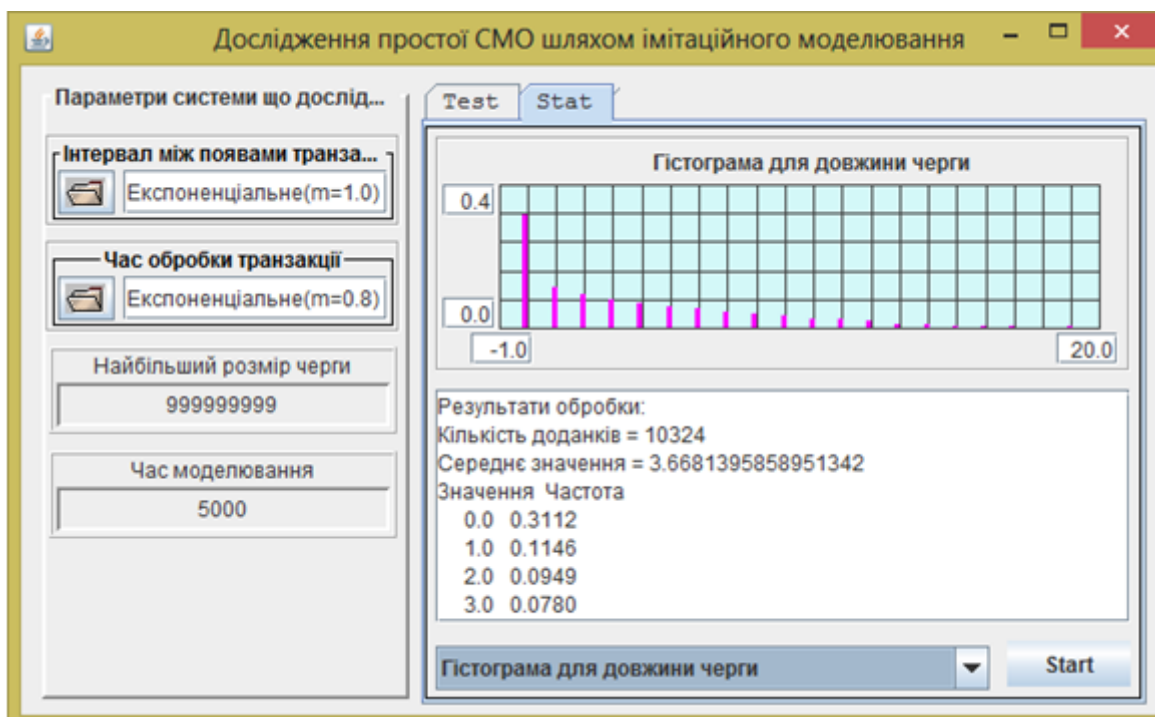 Дослідження простої СМО шляхом імітаційного моделювання
Параметри системи що дослід...
Інтервал між появами транза...
Експоненціальне(m=1.0)
Час обробки транзакції
Експоненціальне(m=0.8)
Найбільший розмір черги
999999999
Час моделювання
5000
Test Stat
Гістограма для довжини черги
0.4
0.0
-1.0 20.0
Результати обробки:
Кількість доданків = 10324
Середнє значення = 3.6681395858951342
Значення Частота
0.0 0.3112
1.0 0.1146
2.0 0.0949
3.0 0.0780
Гістограма для довжини черги
Start